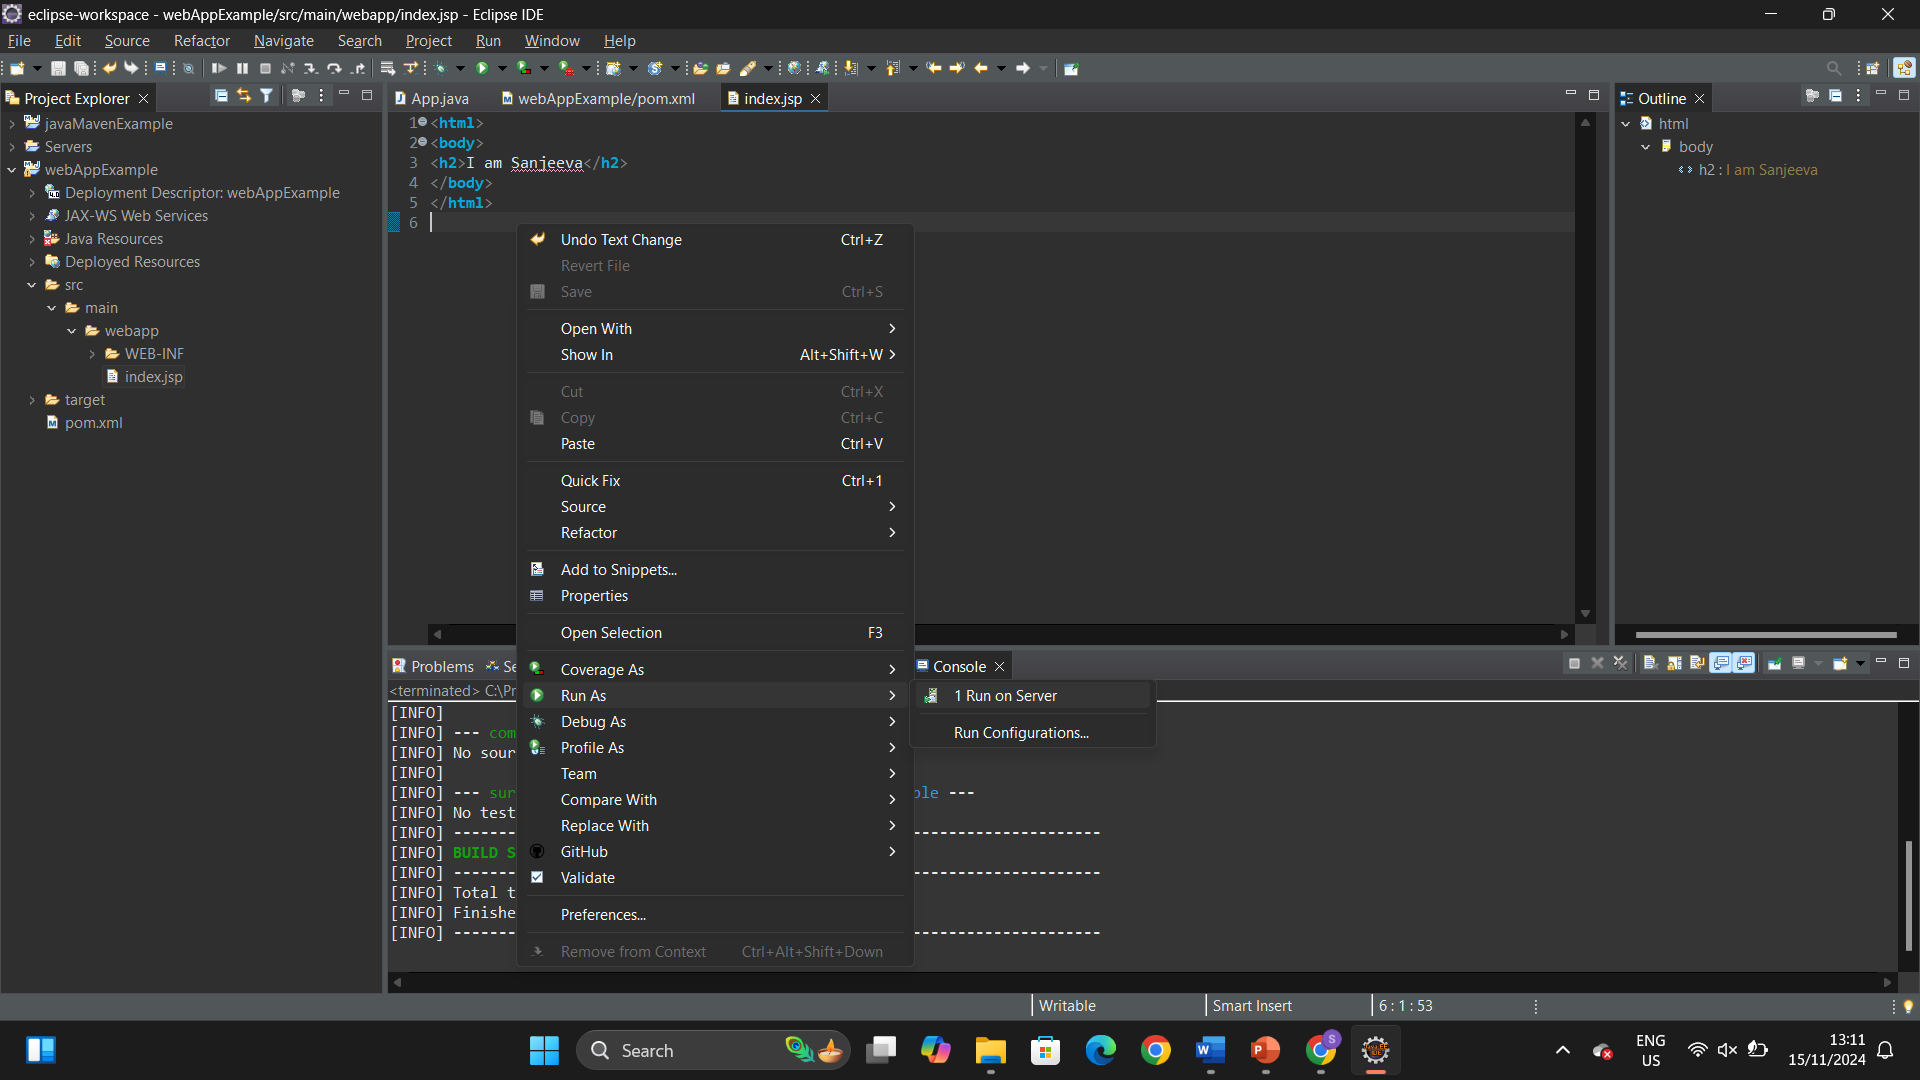 eclipse-workspace - webAppExample/src/main/webapp/index.jsp - Eclipse IDE
File Edit Source Refactor Navigate Search Project Run Window Help
Project Explorer
App.java
webAppExample/pom.xml
index.jsp
Outline
javaMavenExample
Servers
webAppExample
Deployment Descriptor: webAppExample
JAX-WS Web Services
Java Resources
Deployed Resources
src
main
webapp
WEB-INF
index.jsp
target
pom.xml
1 <html>
2 <body>
3 <h2>I am Sanjeeva</h2>
4 </body>
5 </html>
6
html
body
h2 : I am Sanjeeva
Undo Text Change Ctrl+Z
Revert File
Save Ctrl+S
Open With
Show In Alt+Shift+W
Cut Ctrl+X
Copy Ctrl+C
Paste Ctrl+V
Quick Fix Ctrl+1
Source
Refactor
Add to Snippets...
Properties
Open Selection F3
Coverage As
Run As
Debug As
Profile As
Team
Compare With
Replace With
GitHub
Validate
Preferences...
Remove from Context Ctrl+Alt+Shift+Down
1 Run on Server
Run Configurations...
Problems
Console
<terminated> C:\Pr
[INFO]
[INFO] --- com
[INFO] No sour
[INFO]
[INFO] --- sur ple ---
[INFO] No test
[INFO] -------
[INFO] BUILD S
[INFO] -------
[INFO] Total t
[INFO] Finishe
[INFO] -------
Writable
Smart Insert
6 : 1 : 53
Search
ENG
US
13:11
15/11/2024